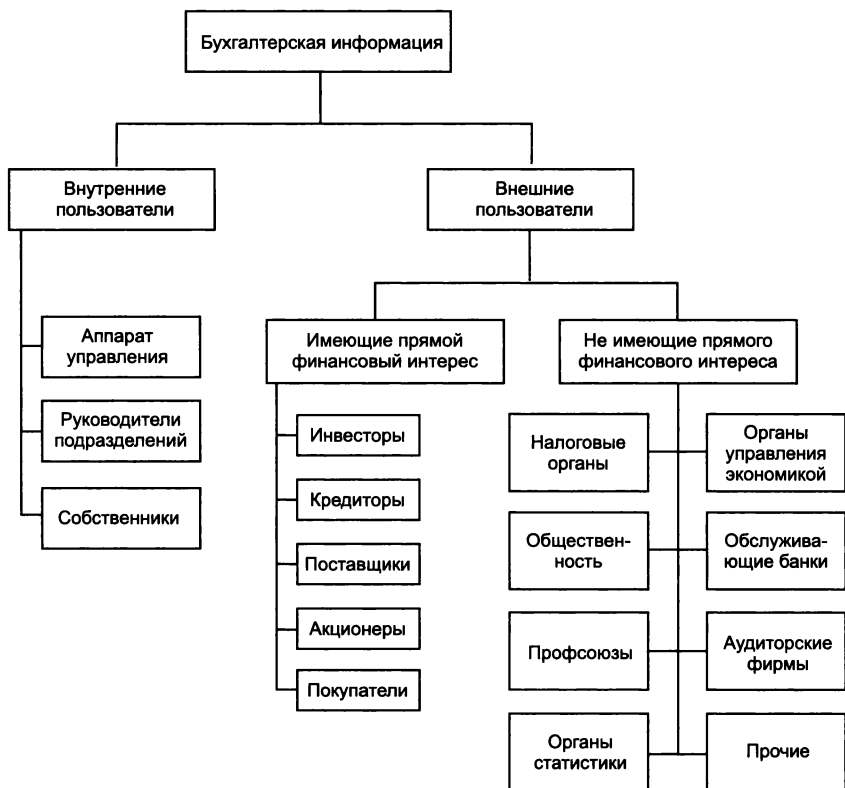 Бухгалтерская информация
Внутренние
пользователи
Внешние
пользователи
Аппарат
управления
Руководители
подразделений
Собственники
Имеющие прямой
финансовый интерес
Инвесторы
Кредиторы
Поставщики
Акционеры
Покупатели
Не имеющие прямого
финансового интереса
Налоговые
органы
Органы
управления
экономикой
Обществен-
ность
Обслужива-
ющие банки
Профсоюзы
Аудиторские
фирмы
Органы
статистики
Прочие